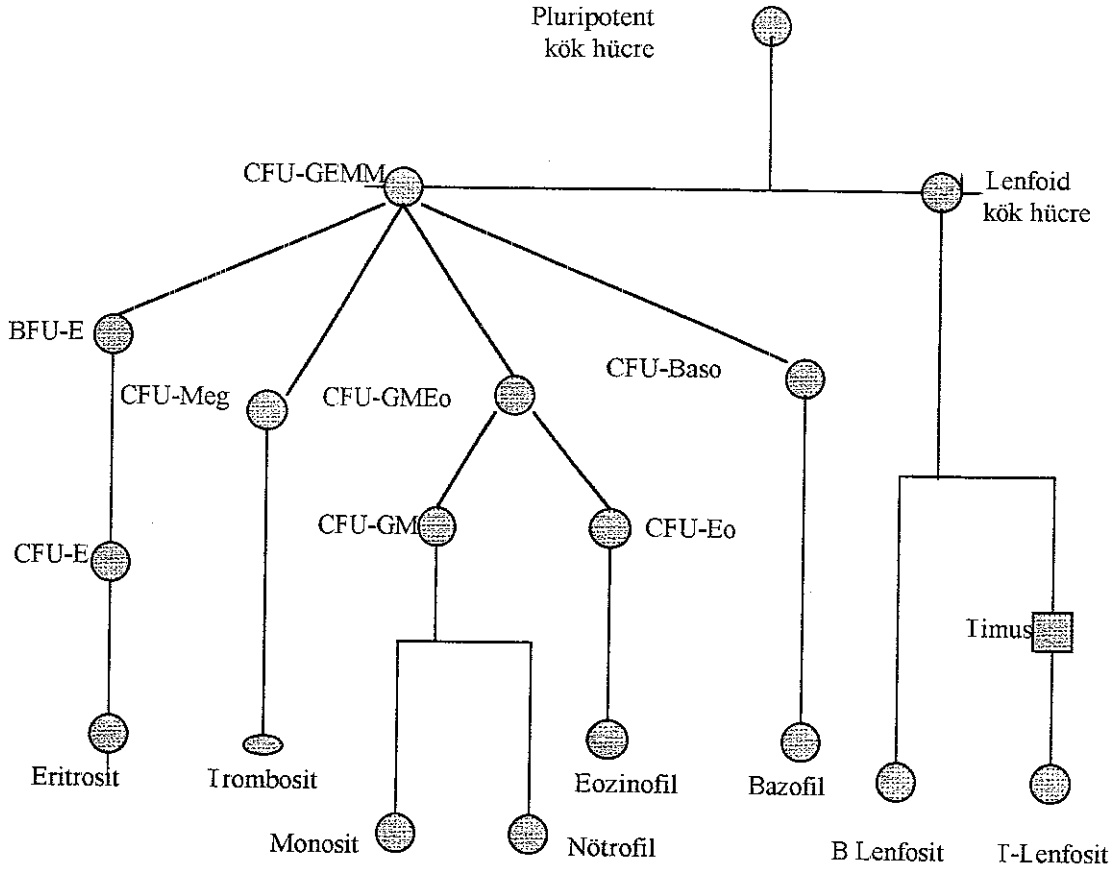 Pluripotent
kök hücre
CFU-GEMM
Lenfoid
kök hücre
BFU-E
CFU-Meg
CFU-GMEo
CFU-Baso
CFU-GM
CFU-Eo
CFU-E
Timus
Eritrosit
Trombosit
Eozinofil
Bazofil
Monosit
Nötrofil
B Lenfosit
T-Lenfosit